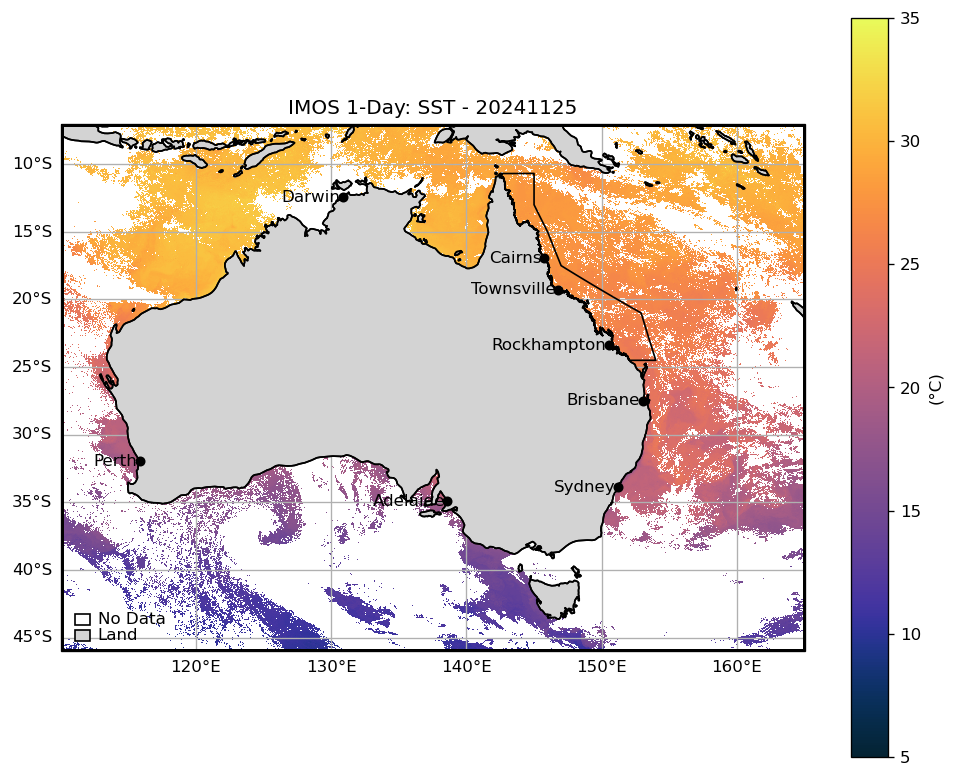 IMOS 1-Day: SST - 20241125
35
30
25
20
15
10
5
(°C)
10°S
15°S
20°S
25°S
30°S
35°S
40°S
45°S
Darwin
Cairns
Townsville
Rockhampton
Brisbane
Perth
Sydney
Adelaide
No Data
Land
120°E
130°E
140°E
150°E
160°E